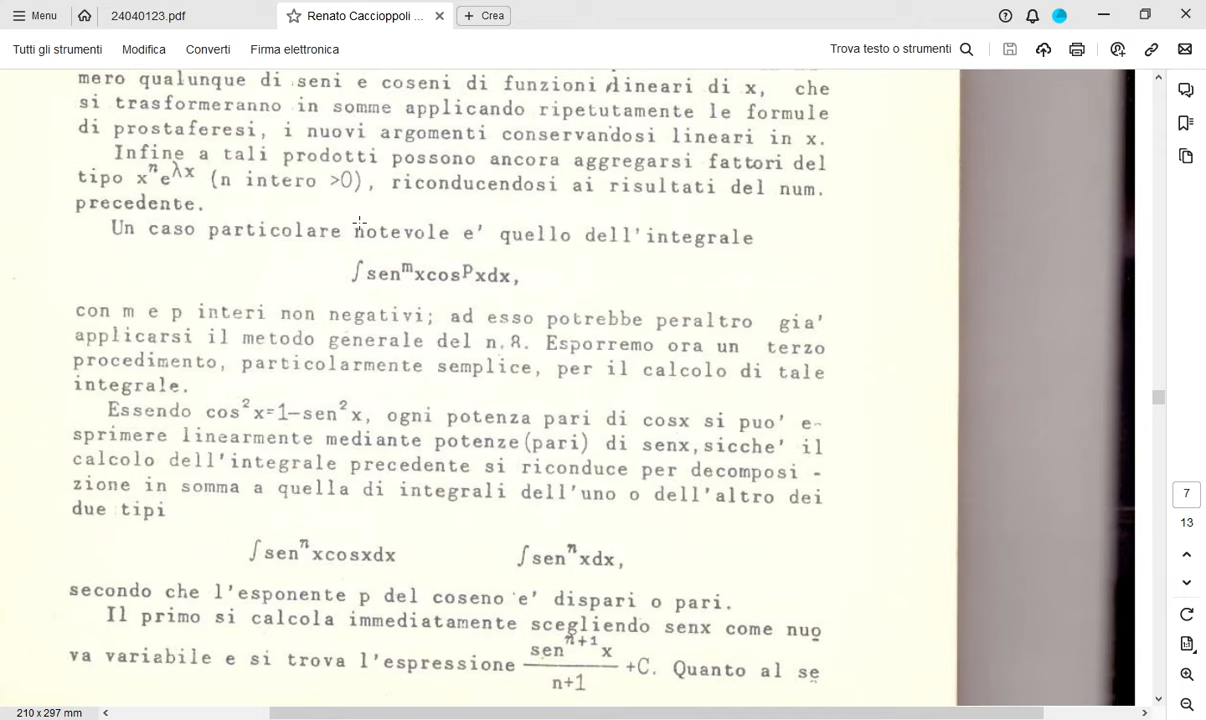 Menu 24040123.pdf Renato Caccioppoli ... Crea
Tutti gli strumenti Modifica Converti Firma elettronica Trova testo o strumenti
mero qualunque di seni e coseni di funzioni lineari di x, che
si trasformeranno in somme applicando ripetutamente le formule
di prostaferesi, i nuovi argomenti conservandosi lineari in x.
Infine a tali prodotti possono ancora aggregarsi fattori del
tipo xⁿe^λx (n intero >0), riconducendosi ai risultati del num.
precedente.
Un caso particolare notevole e' quello dell'integrale
∫senᵐxcosᵖxdx,
con m e p interi non negativi; ad esso potrebbe peraltro gia'
applicarsi il metodo generale del n.8. Esporremo ora un terzo
procedimento, particolarmente semplice, per il calcolo di tale
integrale.
Essendo cos²x=1-sen²x, ogni potenza pari di cosx si puo' e-
sprimere linearmente mediante potenze(pari) di senx,sicche' il
calcolo dell'integrale precedente si riconduce per decomposi -
zione in somma a quella di integrali dell'uno o dell'altro dei
due tipi
∫senⁿxcosxdx ∫senⁿxdx,
secondo che l'esponente p del coseno e' dispari o pari.
Il primo si calcola immediatamente scegliendo senx come nuo
va variabile e si trova l'espressione senⁿ⁺¹x/n+1 +C. Quanto al se
7
13
210 x 297 mm